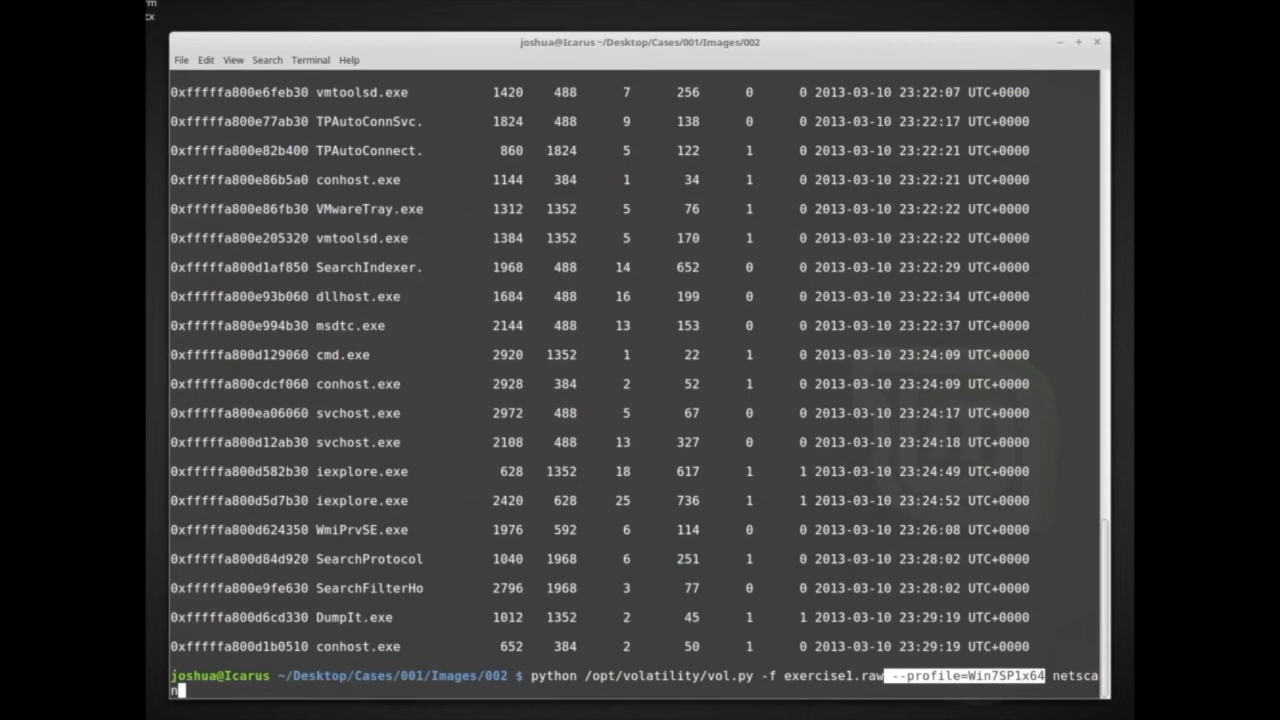 rm
cx
joshua@Icarus ~/Desktop/Cases/001/Images/002
File Edit View Search Terminal Help
0xfffffa800e6feb30 vmtoolsd.exe 1420 488 7 256 0 0 2013-03-10 23:22:07 UTC+0000
0xfffffa800e77ab30 TPAutoConnSvc. 1824 488 9 138 0 0 2013-03-10 23:22:17 UTC+0000
0xfffffa800e82b400 TPAutoConnect. 860 1824 5 122 1 0 2013-03-10 23:22:21 UTC+0000
0xfffffa800e86b5a0 conhost.exe 1144 384 1 34 1 0 2013-03-10 23:22:21 UTC+0000
0xfffffa800e86fb30 VMwareTray.exe 1312 1352 5 76 1 0 2013-03-10 23:22:22 UTC+0000
0xfffffa800e205320 vmtoolsd.exe 1384 1352 5 170 1 0 2013-03-10 23:22:22 UTC+0000
0xfffffa800d1af850 SearchIndexer. 1968 488 14 652 0 0 2013-03-10 23:22:29 UTC+0000
0xfffffa800e93b060 dllhost.exe 1684 488 16 199 0 0 2013-03-10 23:22:34 UTC+0000
0xfffffa800e994b30 msdtc.exe 2144 488 13 153 0 0 2013-03-10 23:22:37 UTC+0000
0xfffffa800d129060 cmd.exe 2920 1352 1 22 1 0 2013-03-10 23:24:09 UTC+0000
0xfffffa800cdcf060 conhost.exe 2928 384 2 52 1 0 2013-03-10 23:24:09 UTC+0000
0xfffffa800ea06060 svchost.exe 2972 488 5 67 0 0 2013-03-10 23:24:17 UTC+0000
0xfffffa800d12ab30 svchost.exe 2108 488 13 327 0 0 2013-03-10 23:24:18 UTC+0000
0xfffffa800d582b30 iexplore.exe 628 1352 18 617 1 1 2013-03-10 23:24:49 UTC+0000
0xfffffa800d5d7b30 iexplore.exe 2420 628 25 736 1 1 2013-03-10 23:24:52 UTC+0000
0xfffffa800d624350 WmiPrvSE.exe 1976 592 6 114 0 0 2013-03-10 23:26:08 UTC+0000
0xfffffa800d84d920 SearchProtocol 1040 1968 6 251 1 0 2013-03-10 23:28:02 UTC+0000
0xfffffa800e9fe630 SearchFilterHo 2796 1968 3 77 0 0 2013-03-10 23:28:02 UTC+0000
0xfffffa800d6cd330 DumpIt.exe 1012 1352 2 45 1 1 2013-03-10 23:29:19 UTC+0000
0xfffffa800d1b0510 conhost.exe 652 384 2 50 1 0 2013-03-10 23:29:19 UTC+0000
joshua@Icarus ~/Desktop/Cases/001/Images/002 $ python /opt/volatility/vol.py -f exercise1.raw --profile=Win7SP1x64 netsca
n